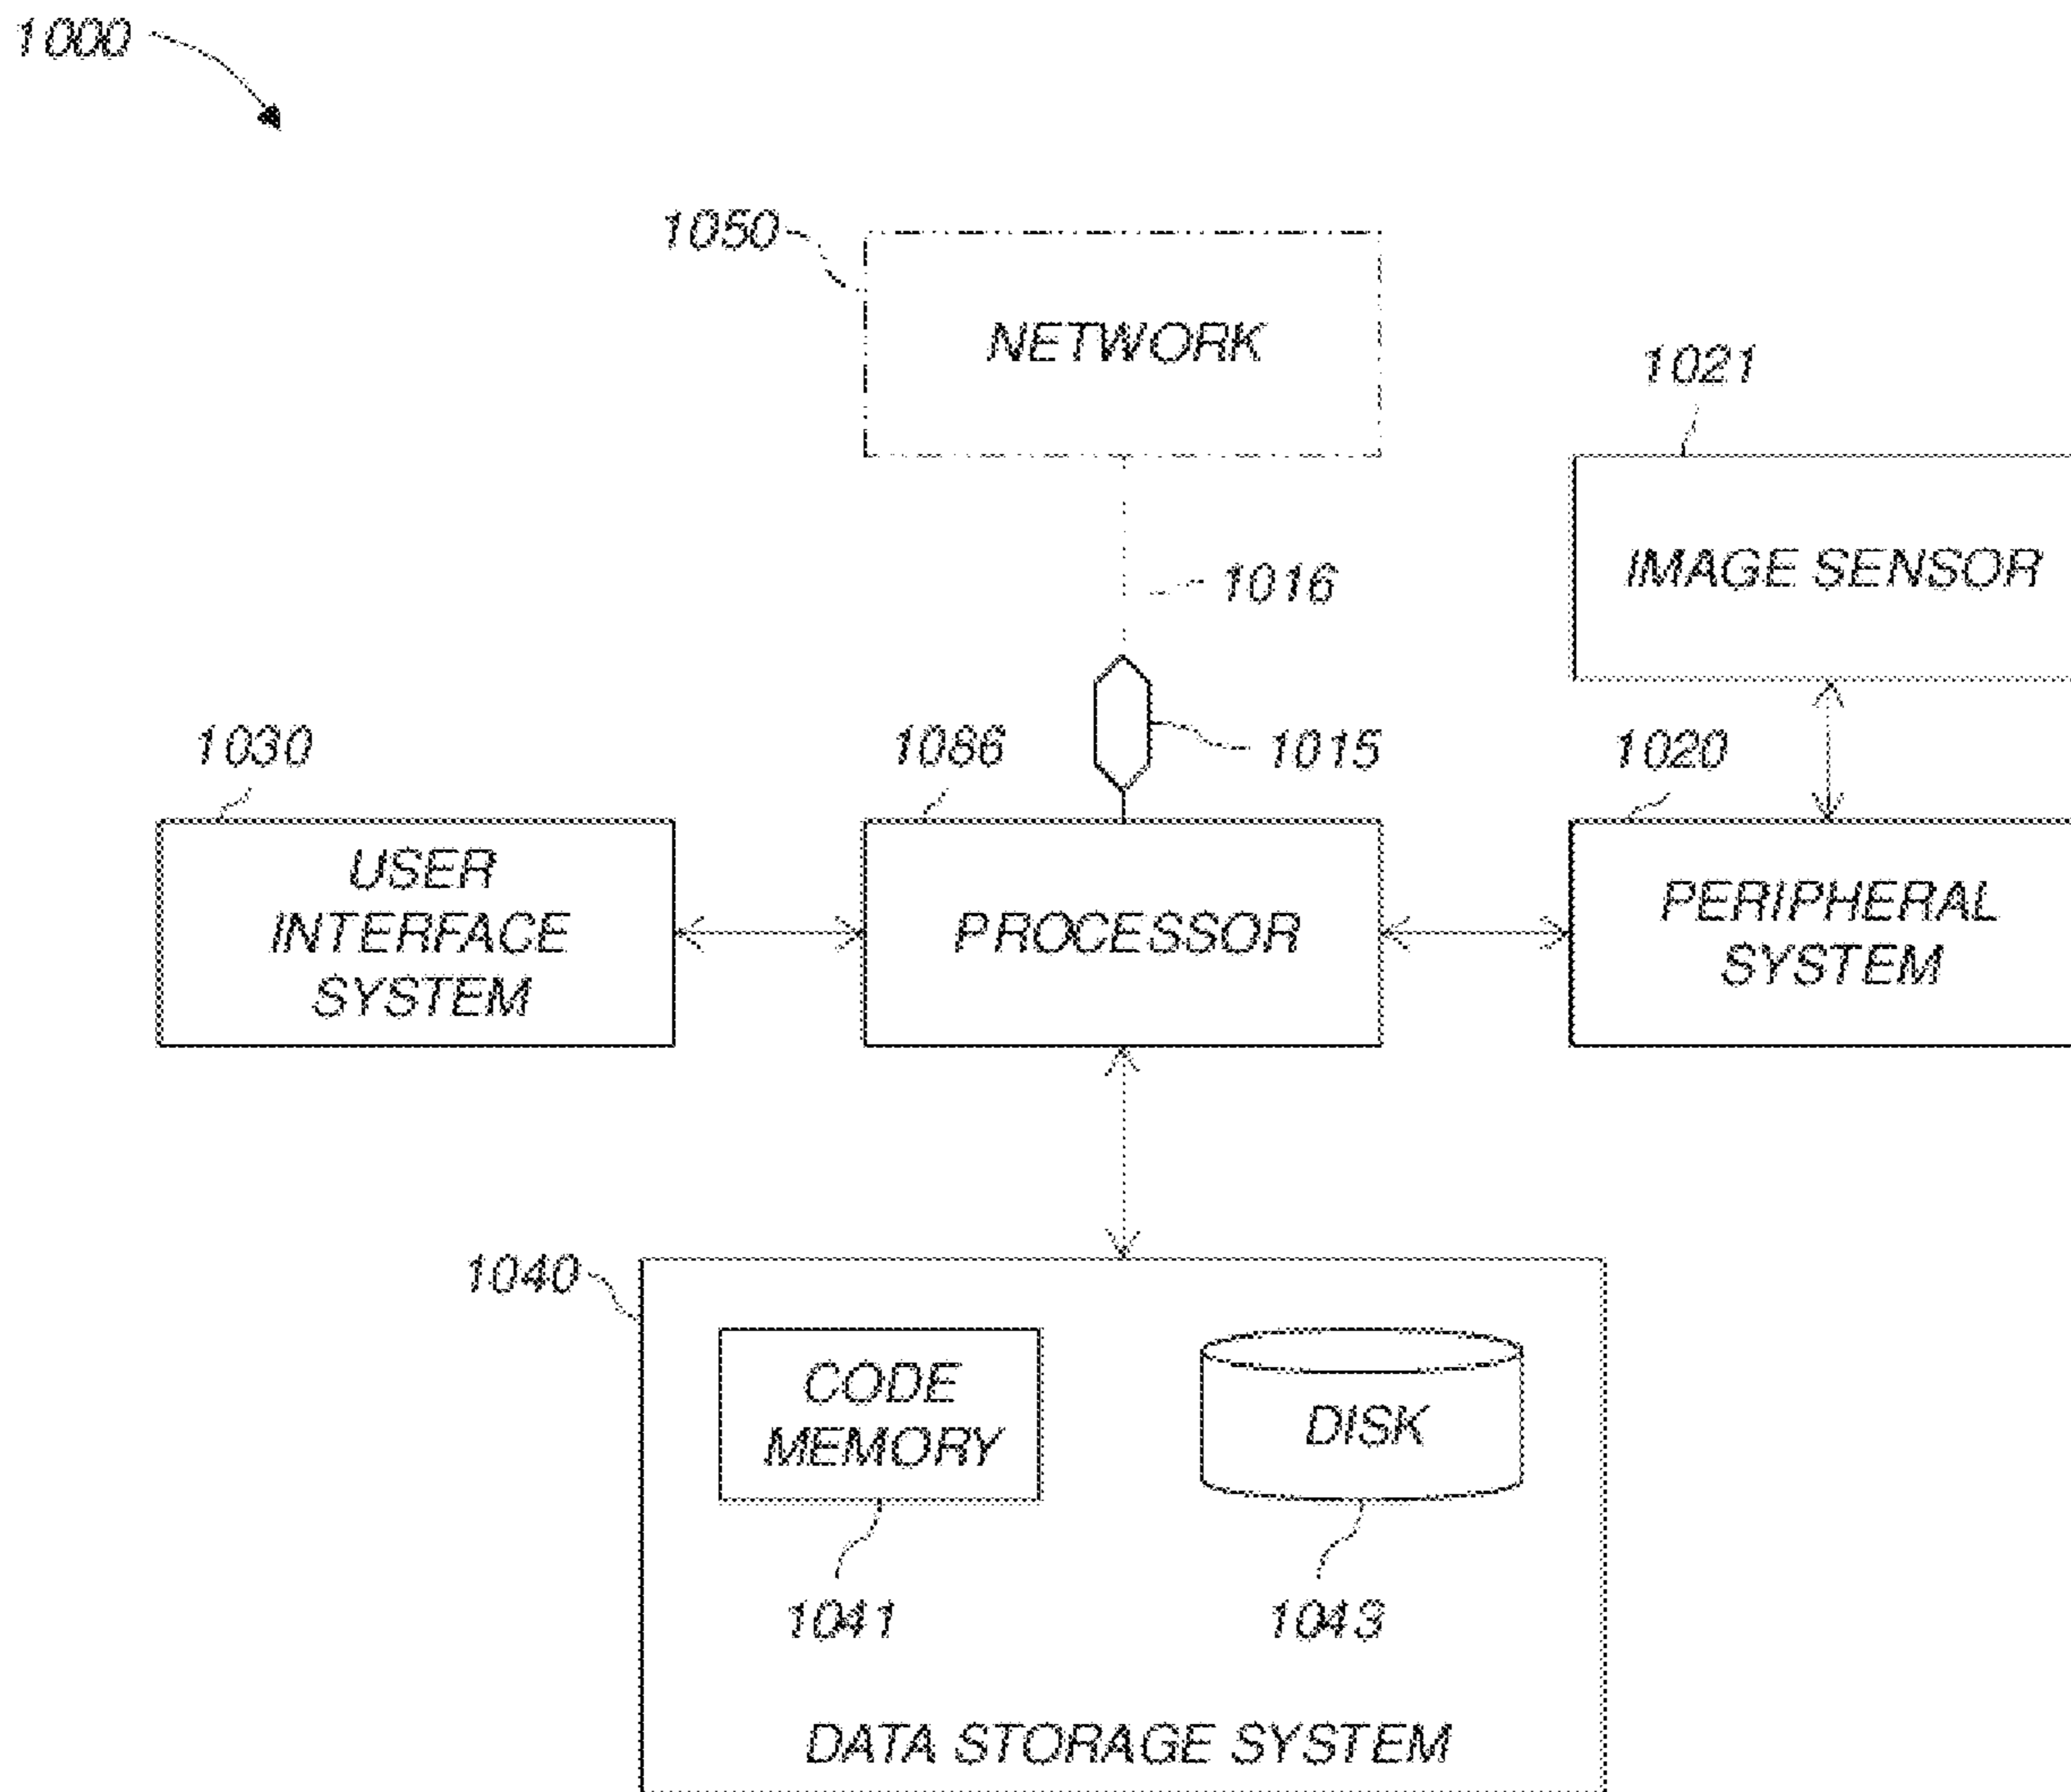 1000
1050
NETWORK
1021
IMAGE SENSOR
1016
1015
1030
1086
1020
USER
INTERFACE
SYSTEM
PROCESSOR
PERIPHERAL
SYSTEM
1040
CODE
MEMORY
DISK
1041
1043
DATA STORAGE SYSTEM